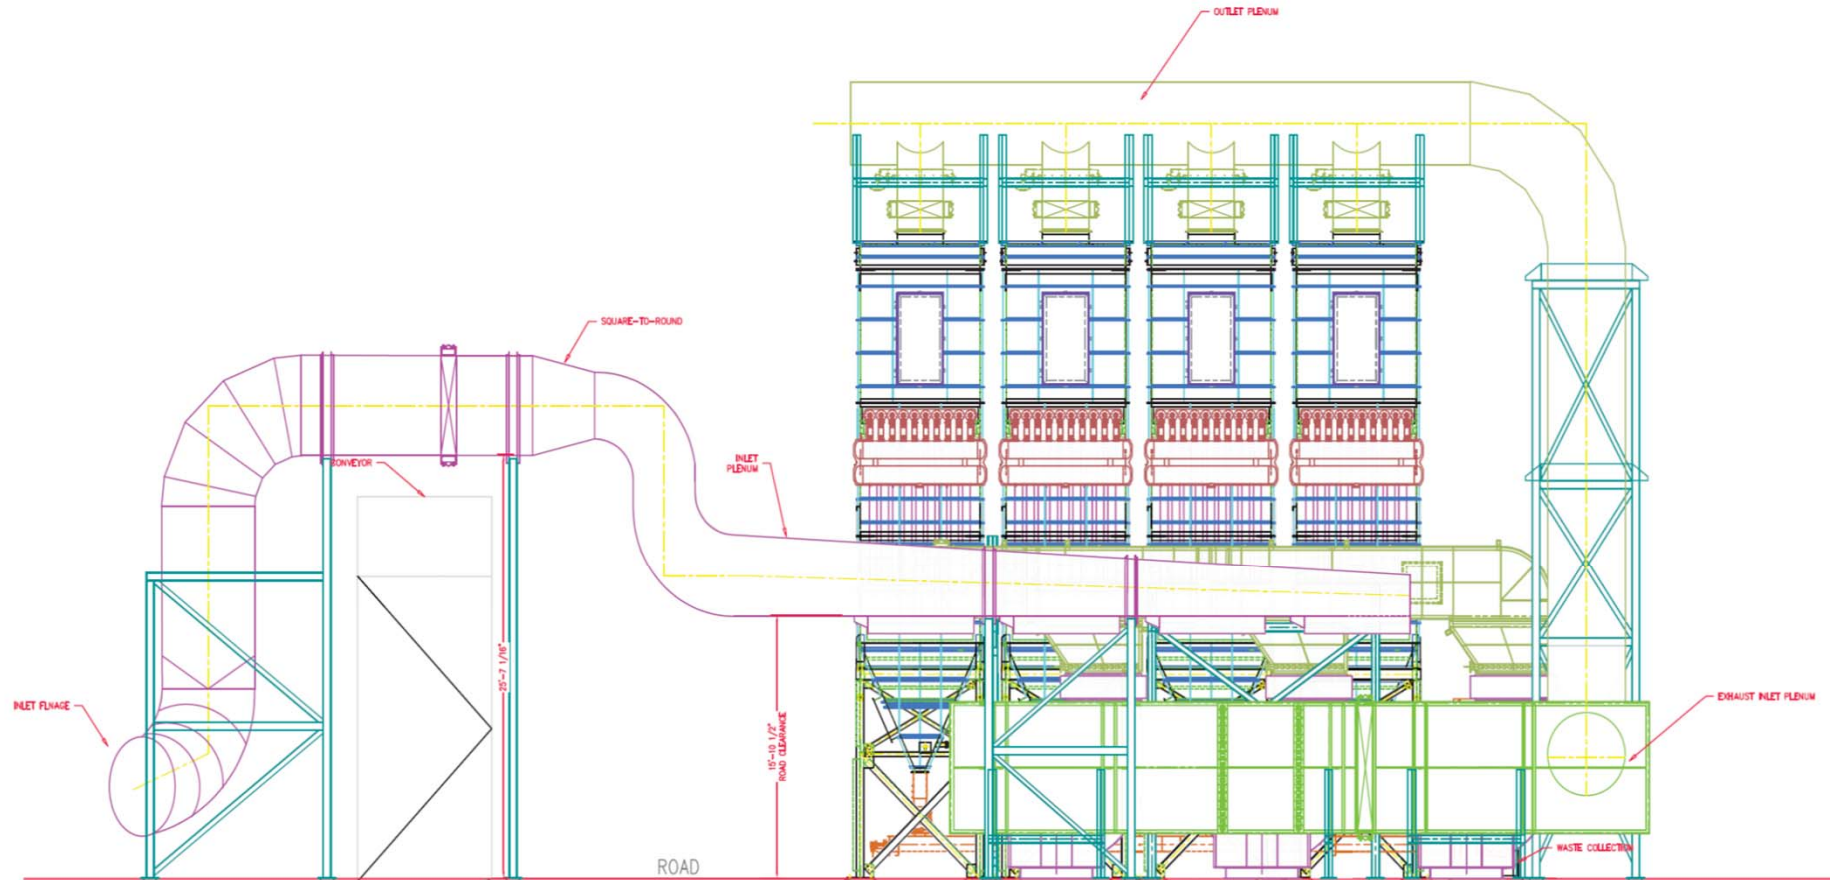 OUTLET PLENUM
SQUARE-TO-ROUND
CONVEYOR
INLET
PLENUM
25'-7 1/16"
15'-10 1/2"
ROAD CLEARANCE
INLET FLNAGE
EXHAUST INLET PLENUM
WASTE COLLECTION
ROAD